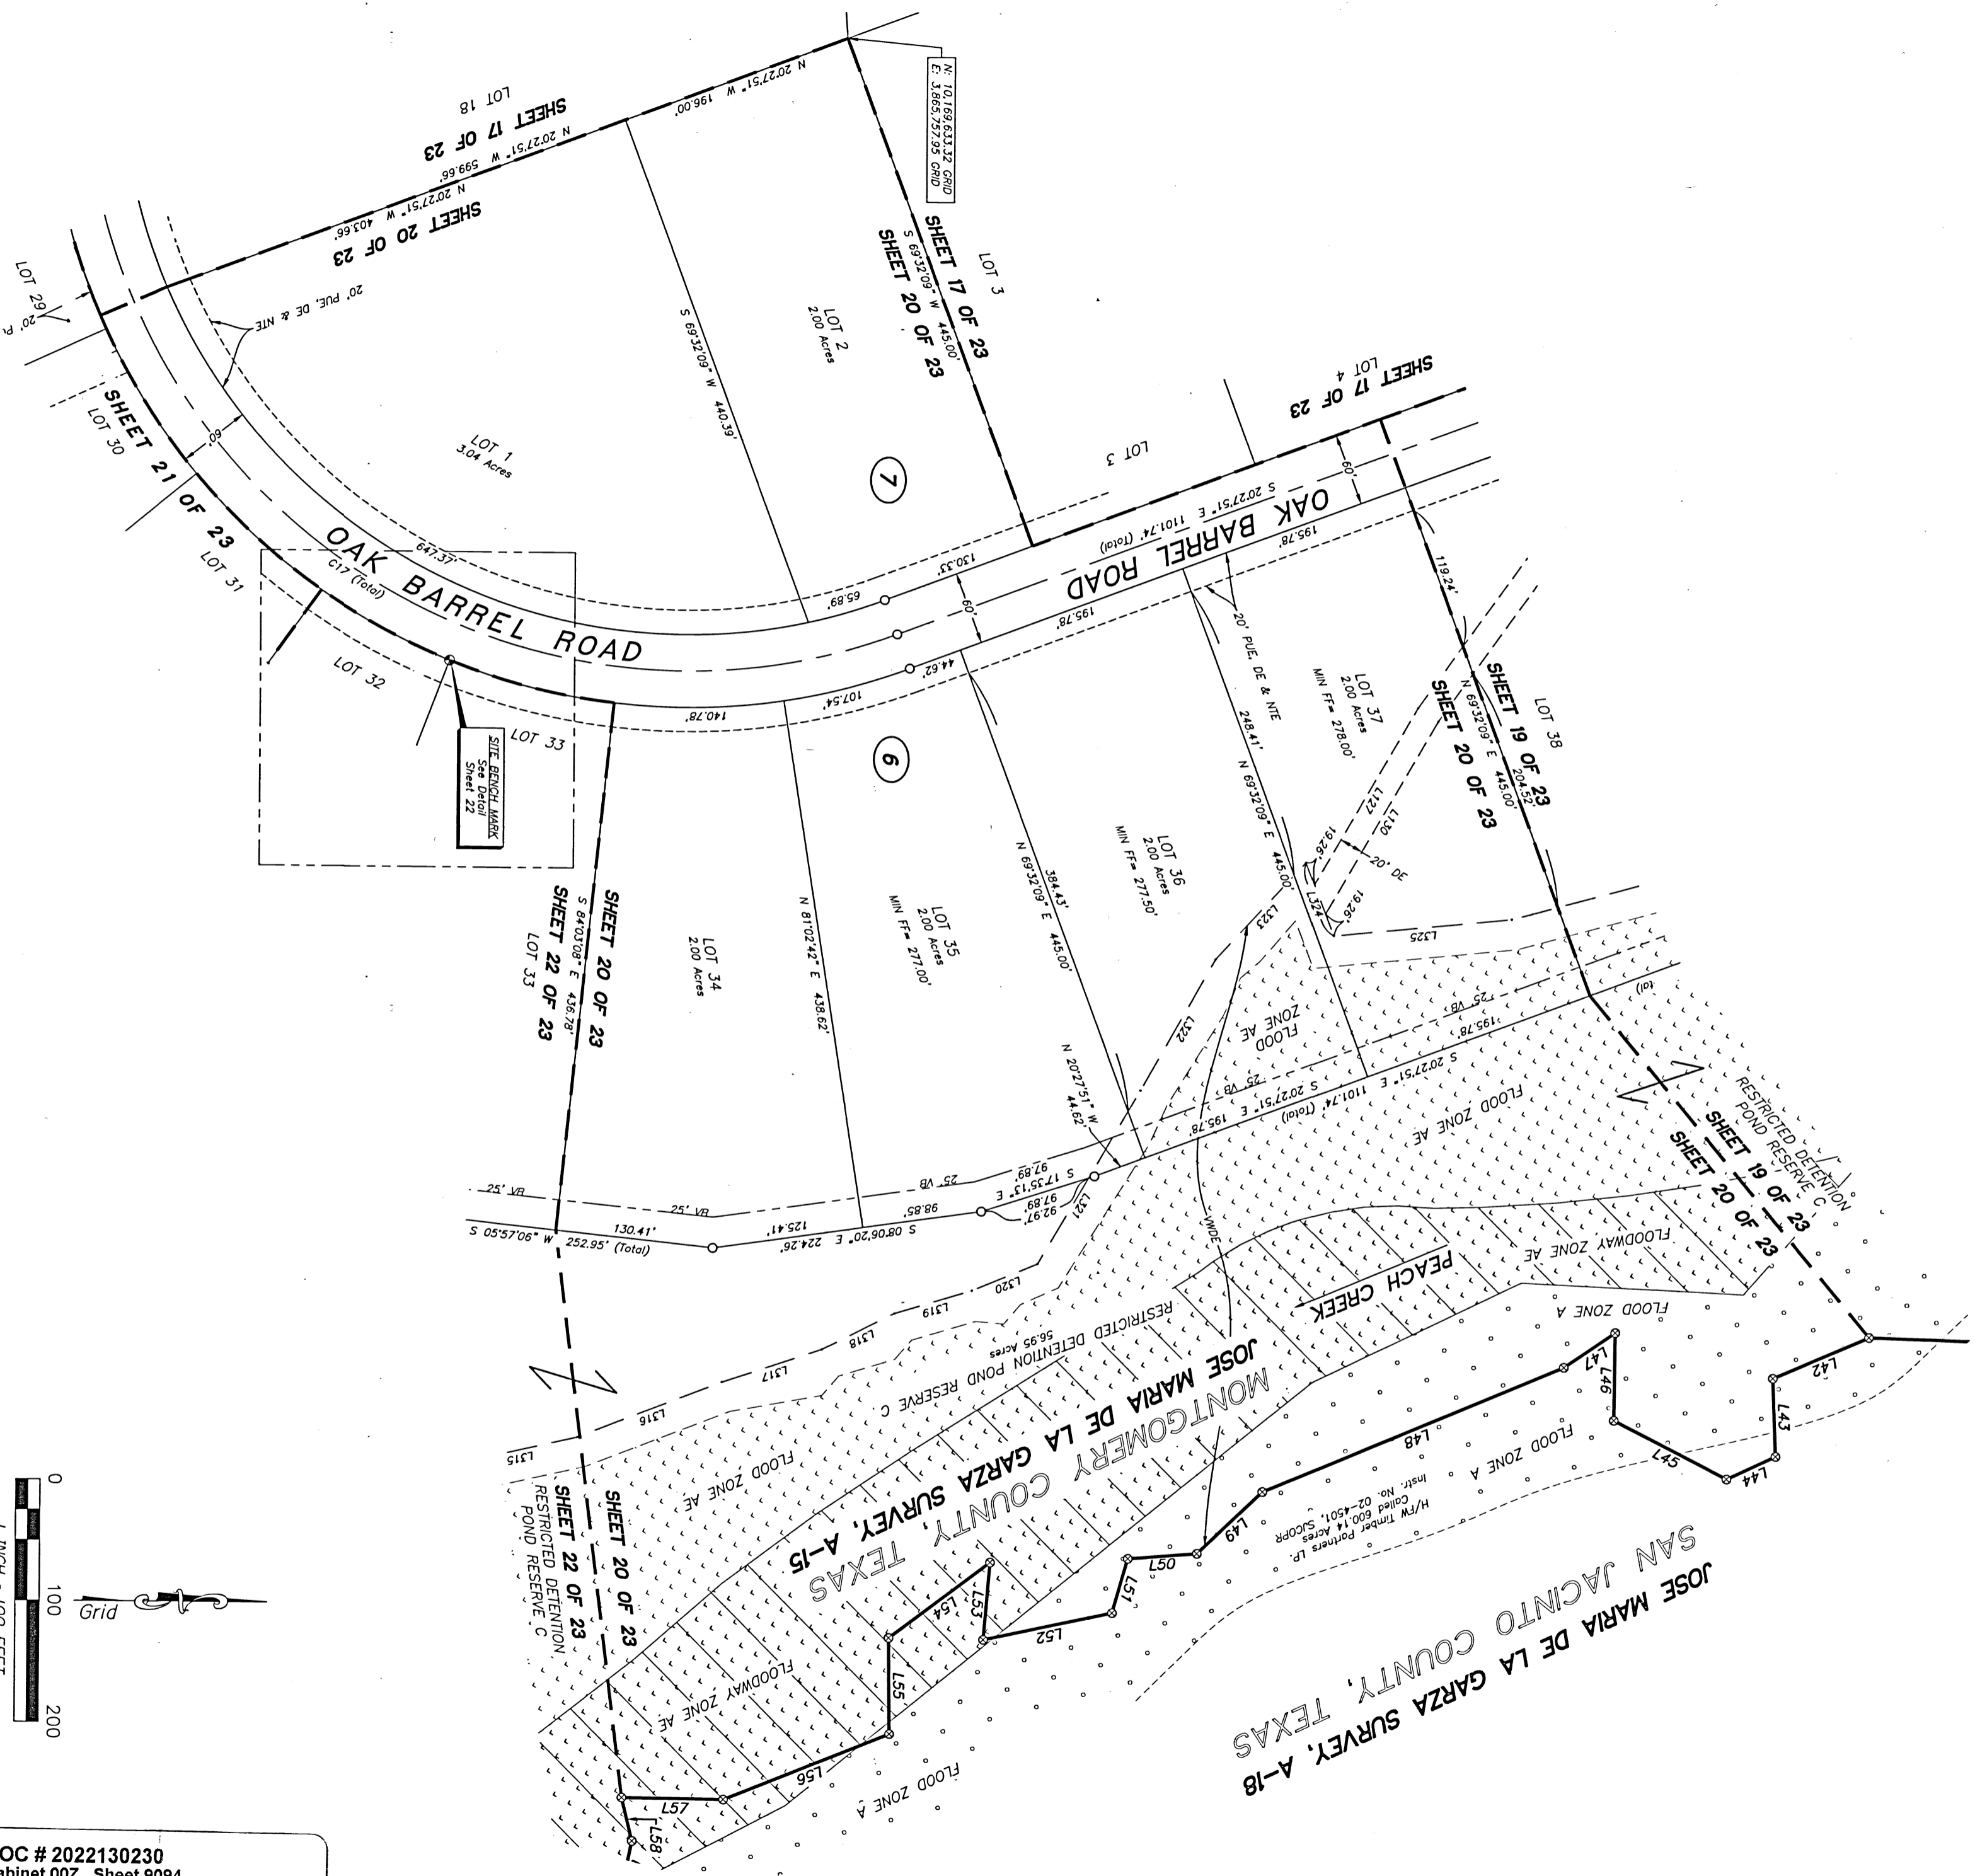 N: 10,169,633.32 GRID
E: 3,865,757.95 GRID
N 20°27'51" W 196.00'
LOT 18
SHEET 17 OF 23
N 20°27'51" W 599.66'
N 20°27'51" W 403.66'
SHEET 20 OF 23
SHEET 17 OF 23
S 69°32'09" W 445.00'
SHEET 20 OF 23
LOT 3
LOT 2
2.00 Acres
S 69°32'09" W 440.39'
20' PUE, DE & NTE
LOT 29
20'
LOT 1
3.04 Acres
7
LOT 3
LOT 4
SHEET 17 OF 23
60'
S 20°27'51" E 1101.74' (Total)
OAK BARREL ROAD
130.33'
65.89'
60'
195.78'
195.78'
44.62'
107.54'
140.78'
647.37'
OAK BARREL ROAD
C17 (Total)
60'
SHEET 21 OF 23
LOT 30
LOT 31
LOT 32
LOT 33
SITE BENCH MARK
See Detail
Sheet 22
6
20' PUE, DE & NTE
119.24'
LOT 38
SHEET 19 OF 23
204.52'
N 69°32'09" E 445.00'
SHEET 20 OF 23
LOT 37
2.00 Acres
MIN FF= 278.00'
248.41'
N 69°32'09" E 445.00'
L127
L130
20' DE
19.26'
19.26'
L324
L325
L323
L322
LOT 36
2.00 Acres
MIN FF= 277.50'
384.43'
N 69°32'09" E 445.00'
LOT 35
2.00 Acres
MIN FF= 277.00'
N 81°02'42" E 438.62'
LOT 34
2.00 Acres
SHEET 20 OF 23
S 84°03'08" E 436.78'
SHEET 22 OF 23
LOT 33
N 20°27'51" W
44.62'
FLOOD
ZONE AE
25' VB
25' VB
195.78'
S 20°27'51" E
S 20°27'51" E 1101.74' (Total)
195.78'
FLOOD ZONE AE
25' VB
25' VB
25' VB
S 17°35'13" E
97.89'
97.89'
92.97'
98.85'
S 08°06'20" E 224.26'
125.41'
130.41'
S 05°57'06" W 252.95' (Total)
L321
L320
L319
L318
L317
L316
L315
VWDE
RESTRICTED DETENTION
POND RESERVE C
SHEET 19 OF 23
SHEET 20 OF 23
FLOODWAY ZONE AE
FLOOD ZONE A
PEACH CREEK
RESTRICTED DETENTION POND RESERVE C
56.95 Acres
JOSE MARIA DE LA GARZA SURVEY, A-15
MONTGOMERY COUNTY, TEXAS
FLOOD ZONE AE
SHEET 20 OF 23
SHEET 22 OF 23
RESTRICTED DETENTION
POND RESERVE C
FLOODWAY ZONE AE
FLOOD ZONE A
L42
L43
L44
L45
L46
L47
L48
L49
L50
L51
L52
L53
L54
L55
L56
L57
L58
FLOOD ZONE A
H/FW Timber Partners LP.
Called 600.14 Acres
Instr. No. 02-4501, SJCOPR
SAN JACINTO COUNTY, TEXAS
JOSE MARIA DE LA GARZA SURVEY, A-18
0 100 200
Grid
OC # 2022130230